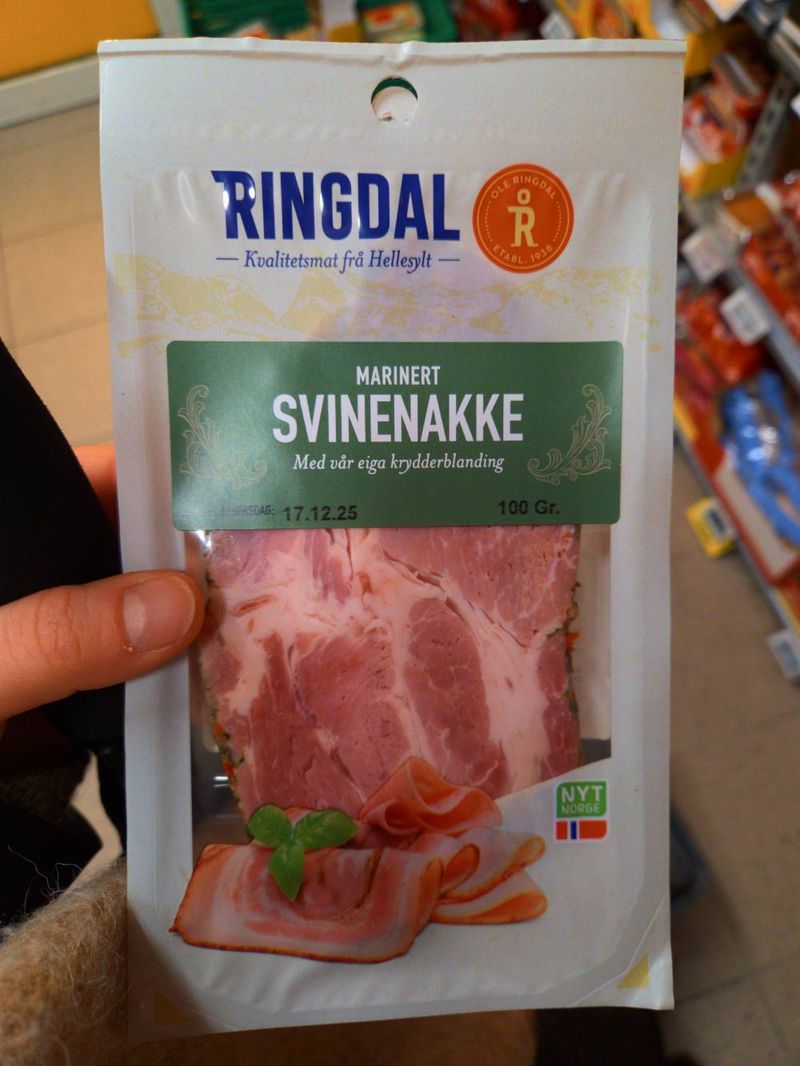 RINGDAL
OLE RINGDAL
R
ETABL. 1938
— Kvalitetsmat frå Hellesylt —
MARINERT
SVINENAKKE
Med vår eiga krydderblanding
17.12.25
100 Gr.
NYT
NORGE